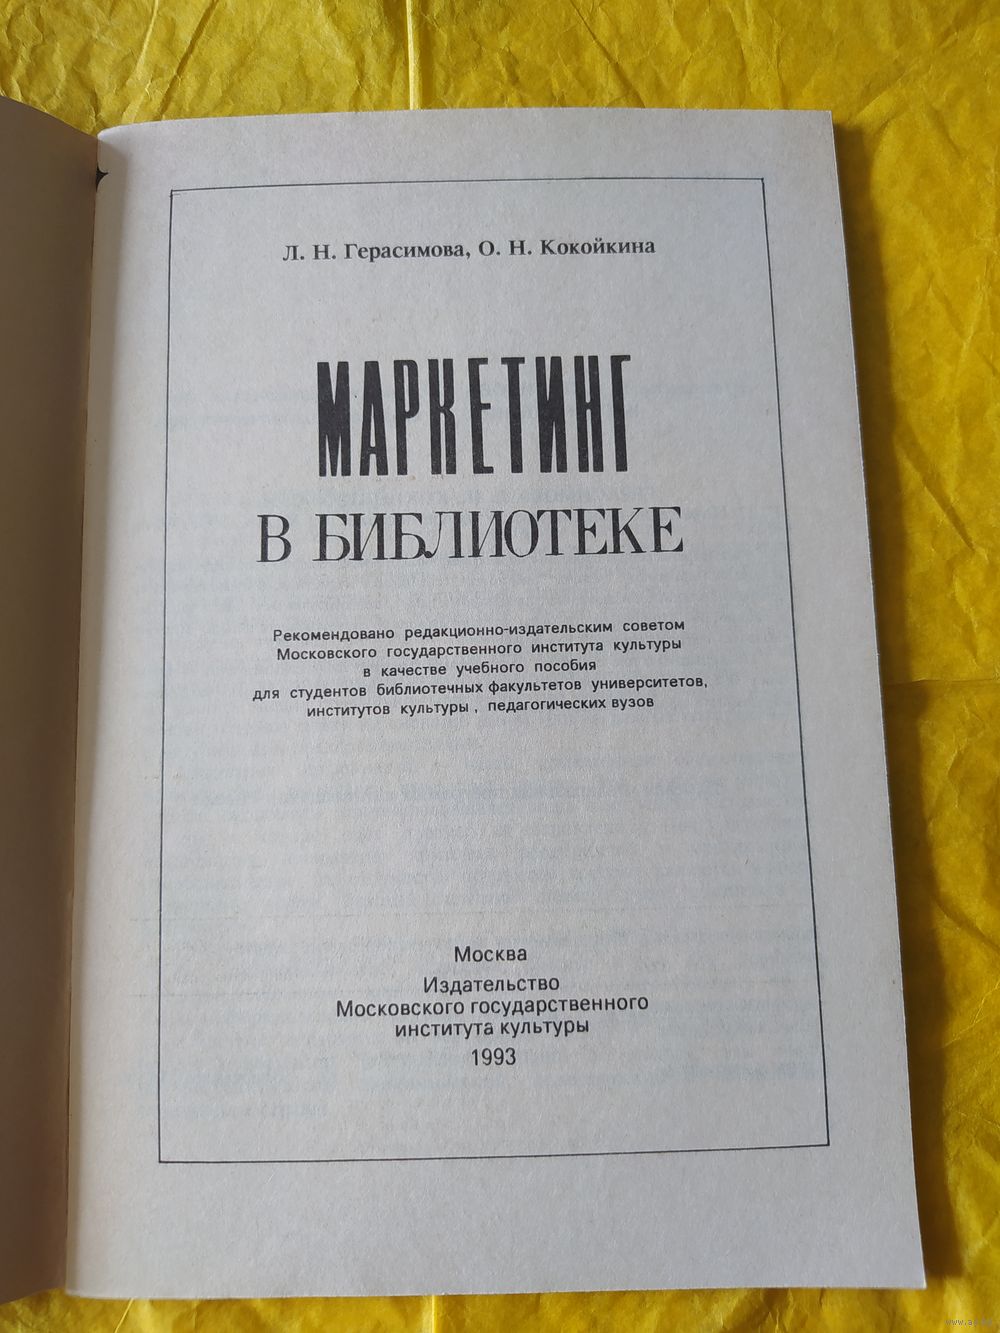 Л. Н. Герасимова, О. Н. Кокойкина
МАРКЕТИНГ
В БИБЛИОТЕКЕ
Рекомендовано редакционно-издательским советом
Московского государственного института культуры
в качестве учебного пособия
для студентов библиотечных факультетов университетов,
институтов культуры, педагогических вузов
Москва
Издательство
Московского государственного
института культуры
1993